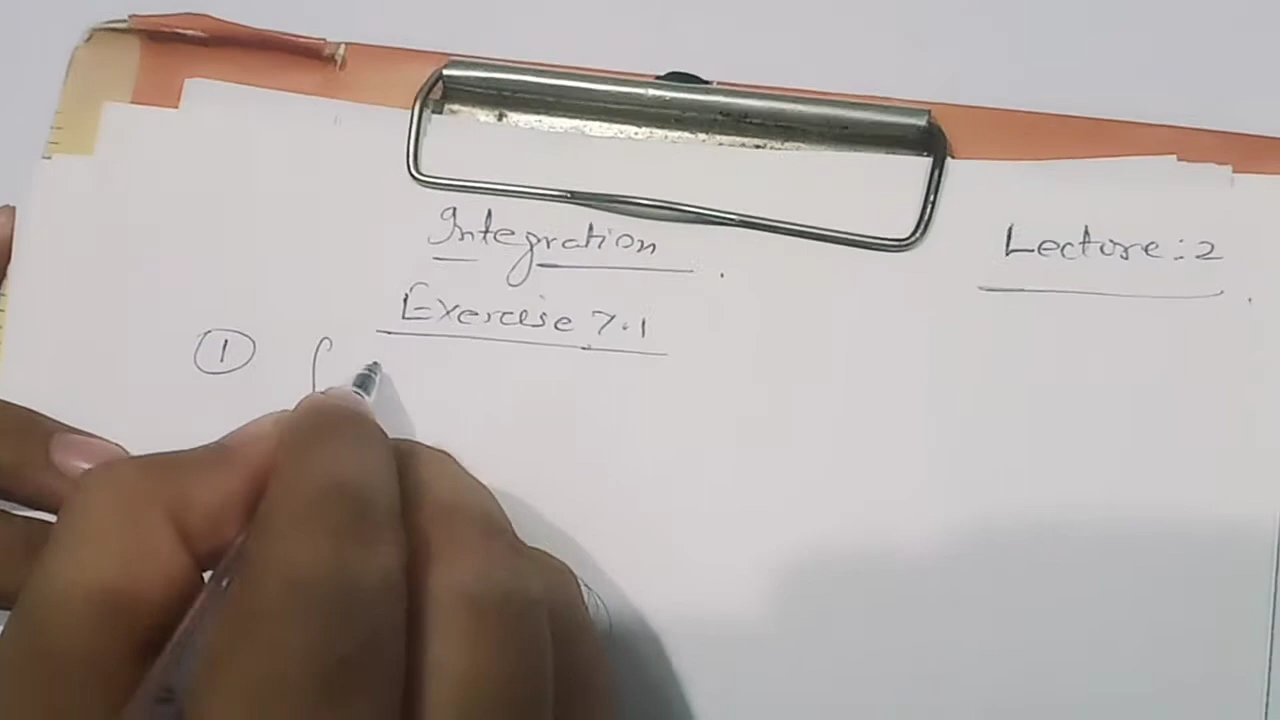 Integration.
Lecture: 2.
Exercise 7.1
① ∫